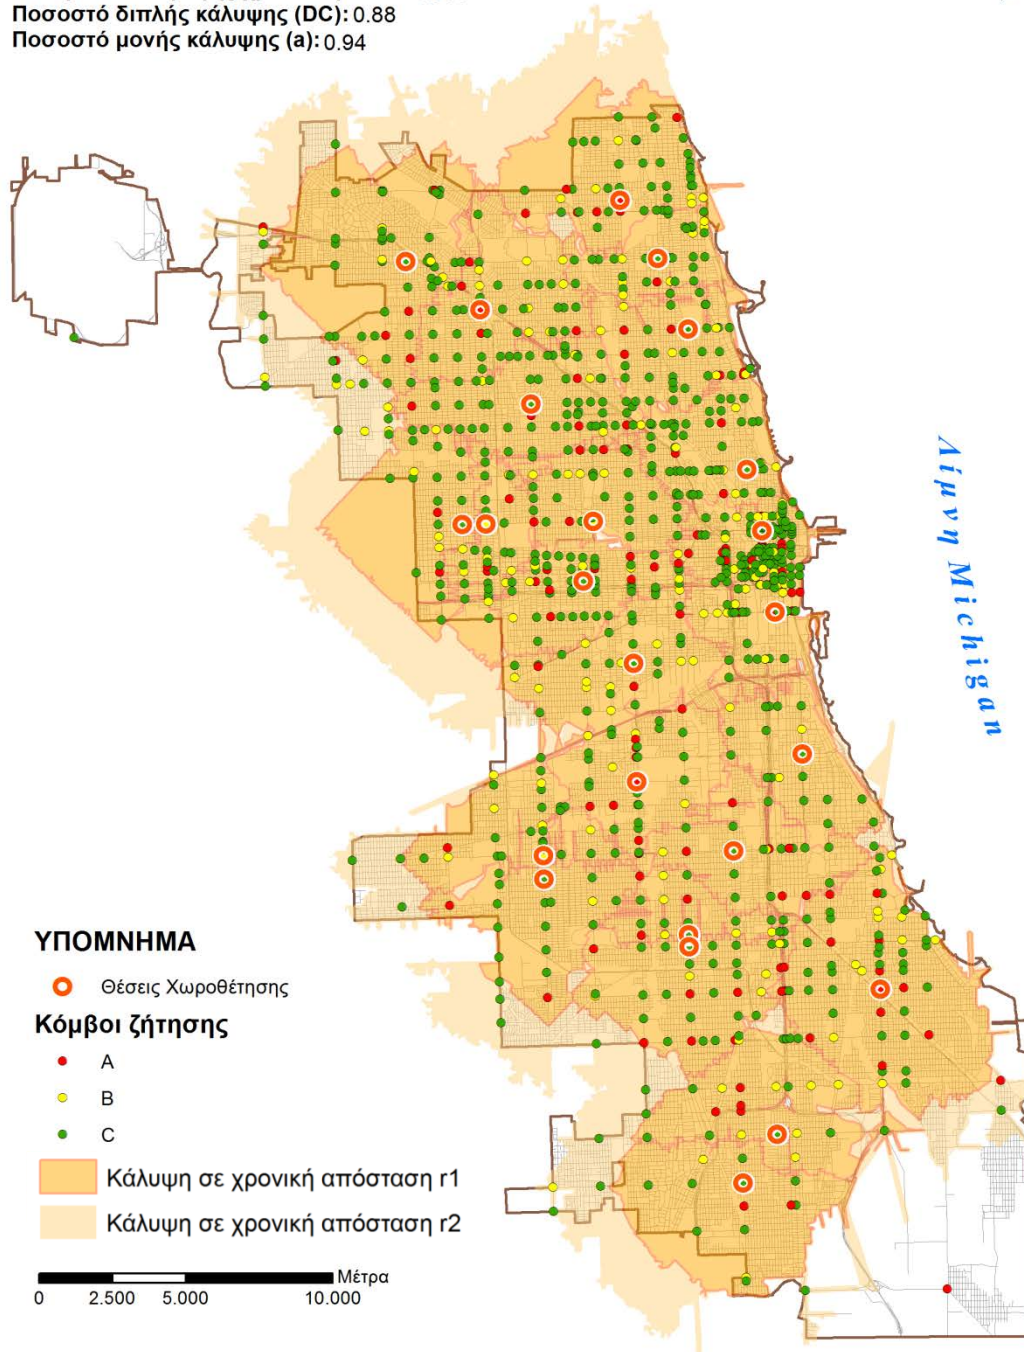 Ποσοστό διπλής κάλυψης (DC): 0.88
Ποσοστό μονής κάλυψης (a): 0.94
Λίμνη Michigan
ΥΠΟΜΝΗΜΑ
Θέσεις Χωροθέτησης
Κόμβοι ζήτησης
A
B
C
Κάλυψη σε χρονική απόσταση r1
Κάλυψη σε χρονική απόσταση r2
Μέτρα
0 2.500 5.000 10.000